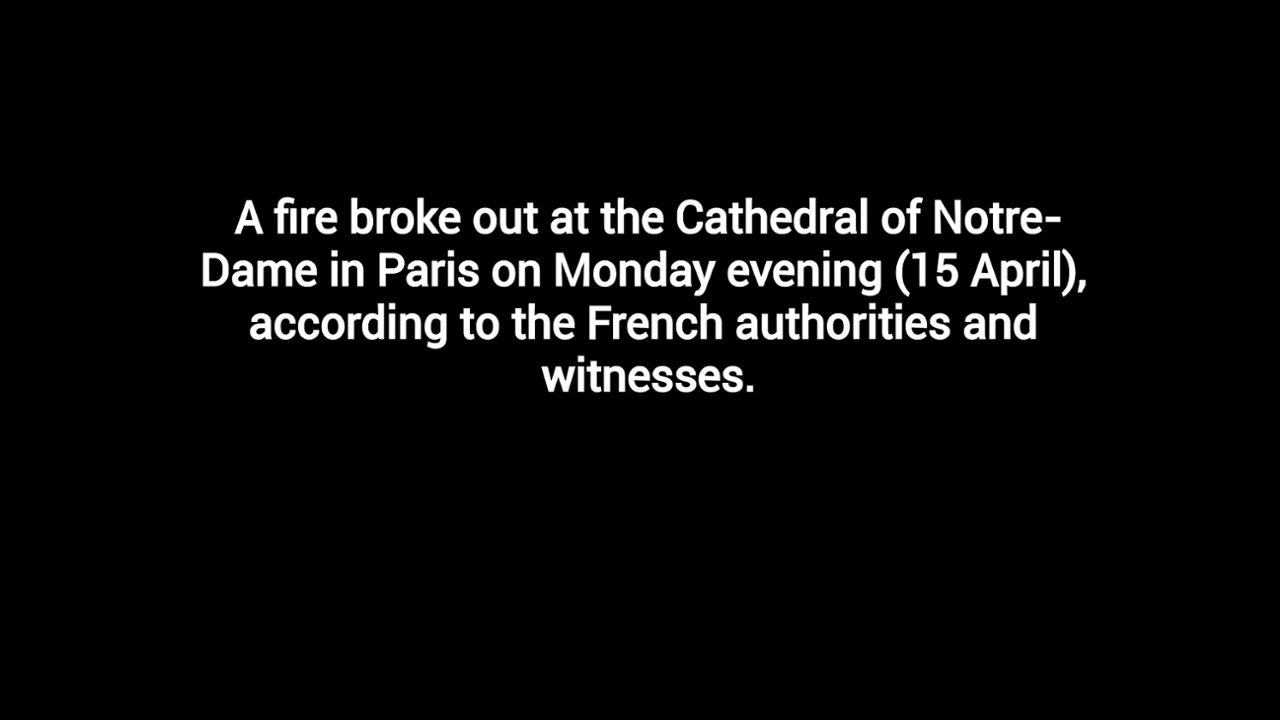 A fire broke out at the Cathedral of Notre-
Dame in Paris on Monday evening (15 April),
according to the French authorities and
witnesses.